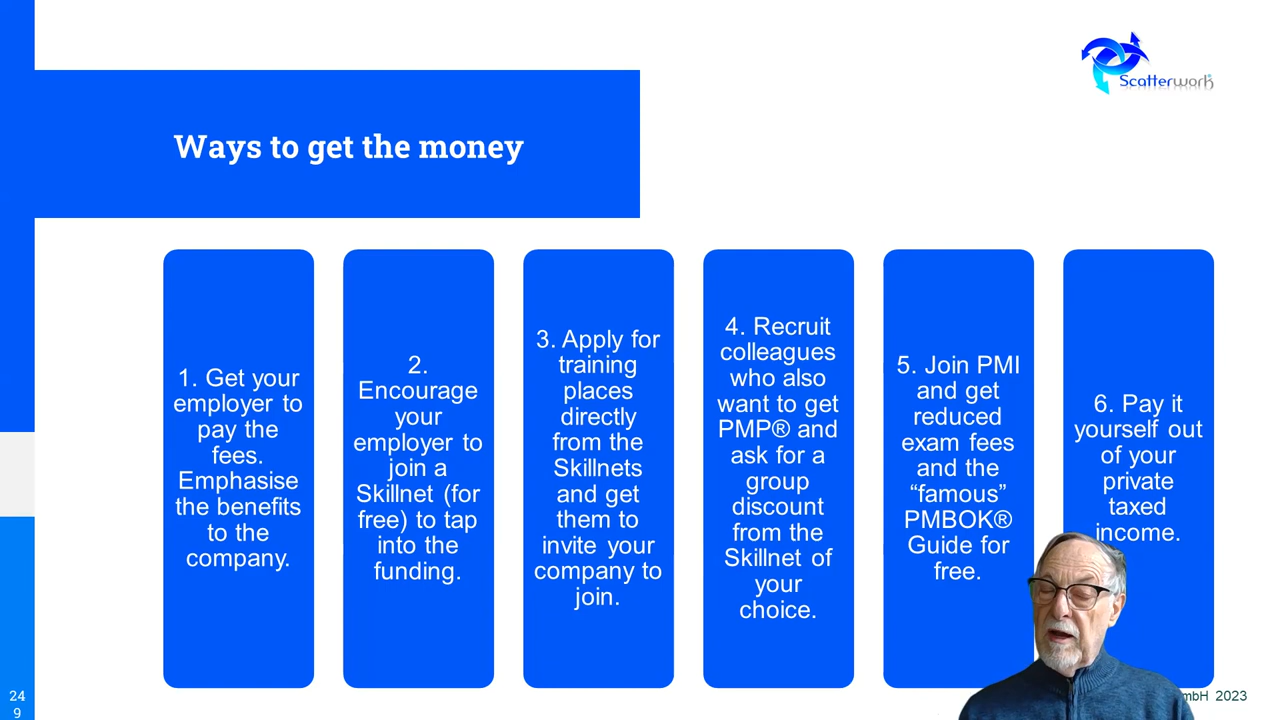 Scatterwork
Ways to get the money
1. Get your
employer to
pay the
fees.
Emphasise
the benefits
to the
company.
2.
Encourage
your
employer to
join a
Skillnet (for
free) to tap
into the
funding.
3. Apply for
training
places
directly
from the
Skillnets
and get
them to
invite your
company to
join.
4. Recruit
colleagues
who also
want to get
PMP® and
ask for a
group
discount
from the
Skillnet of
your
choice.
5. Join PMI
and get
reduced
exam fees
and the
“famous”
PMBOK®
Guide for
free.
6. Pay it
yourself out
of your
private
taxed
income.
24
9
mbH 2023